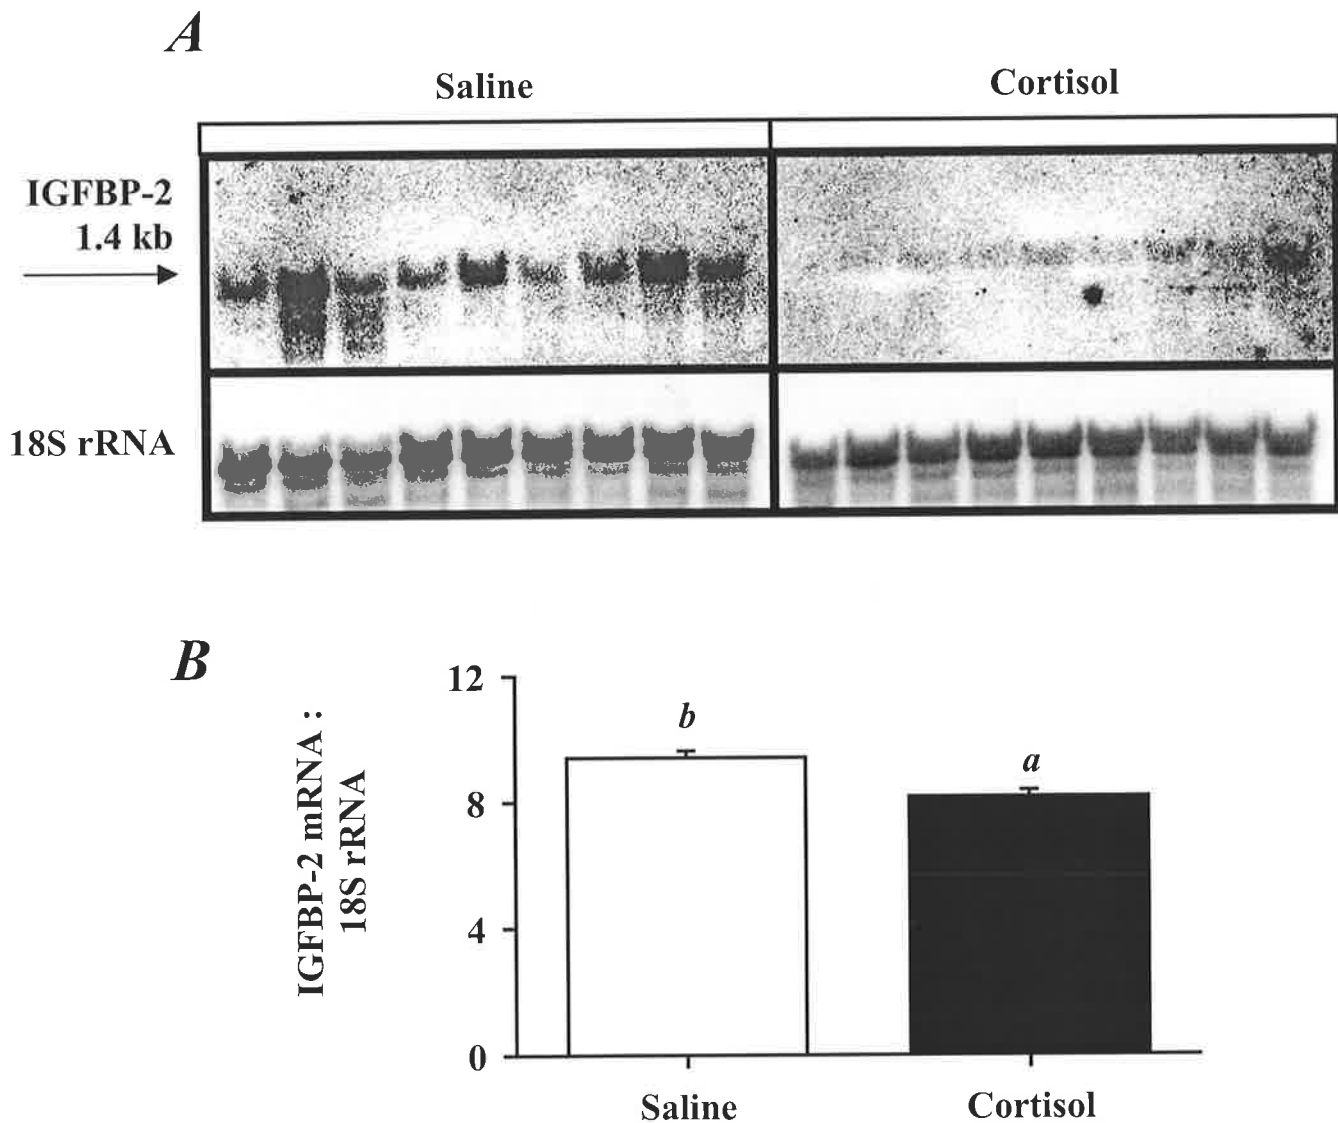 A
Saline
Cortisol
IGFBP-2
1.4 kb
18S rRNA
B
IGFBP-2 mRNA :
18S rRNA
12
8
4
0
b
a
Saline
Cortisol